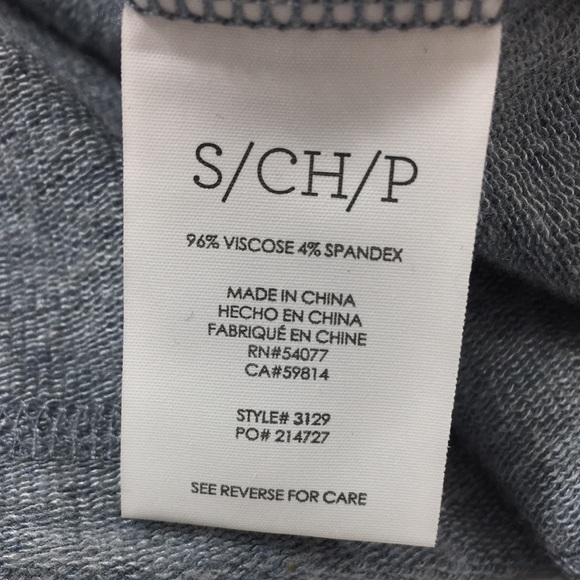 S/CH/P
96% VISCOSE 4% SPANDEX
MADE IN CHINA
HECHO EN CHINA
FABRIQUÉ EN CHINE
RN#54077
CA#59814
STYLE# 3129
PO# 214727
SEE REVERSE FOR CARE